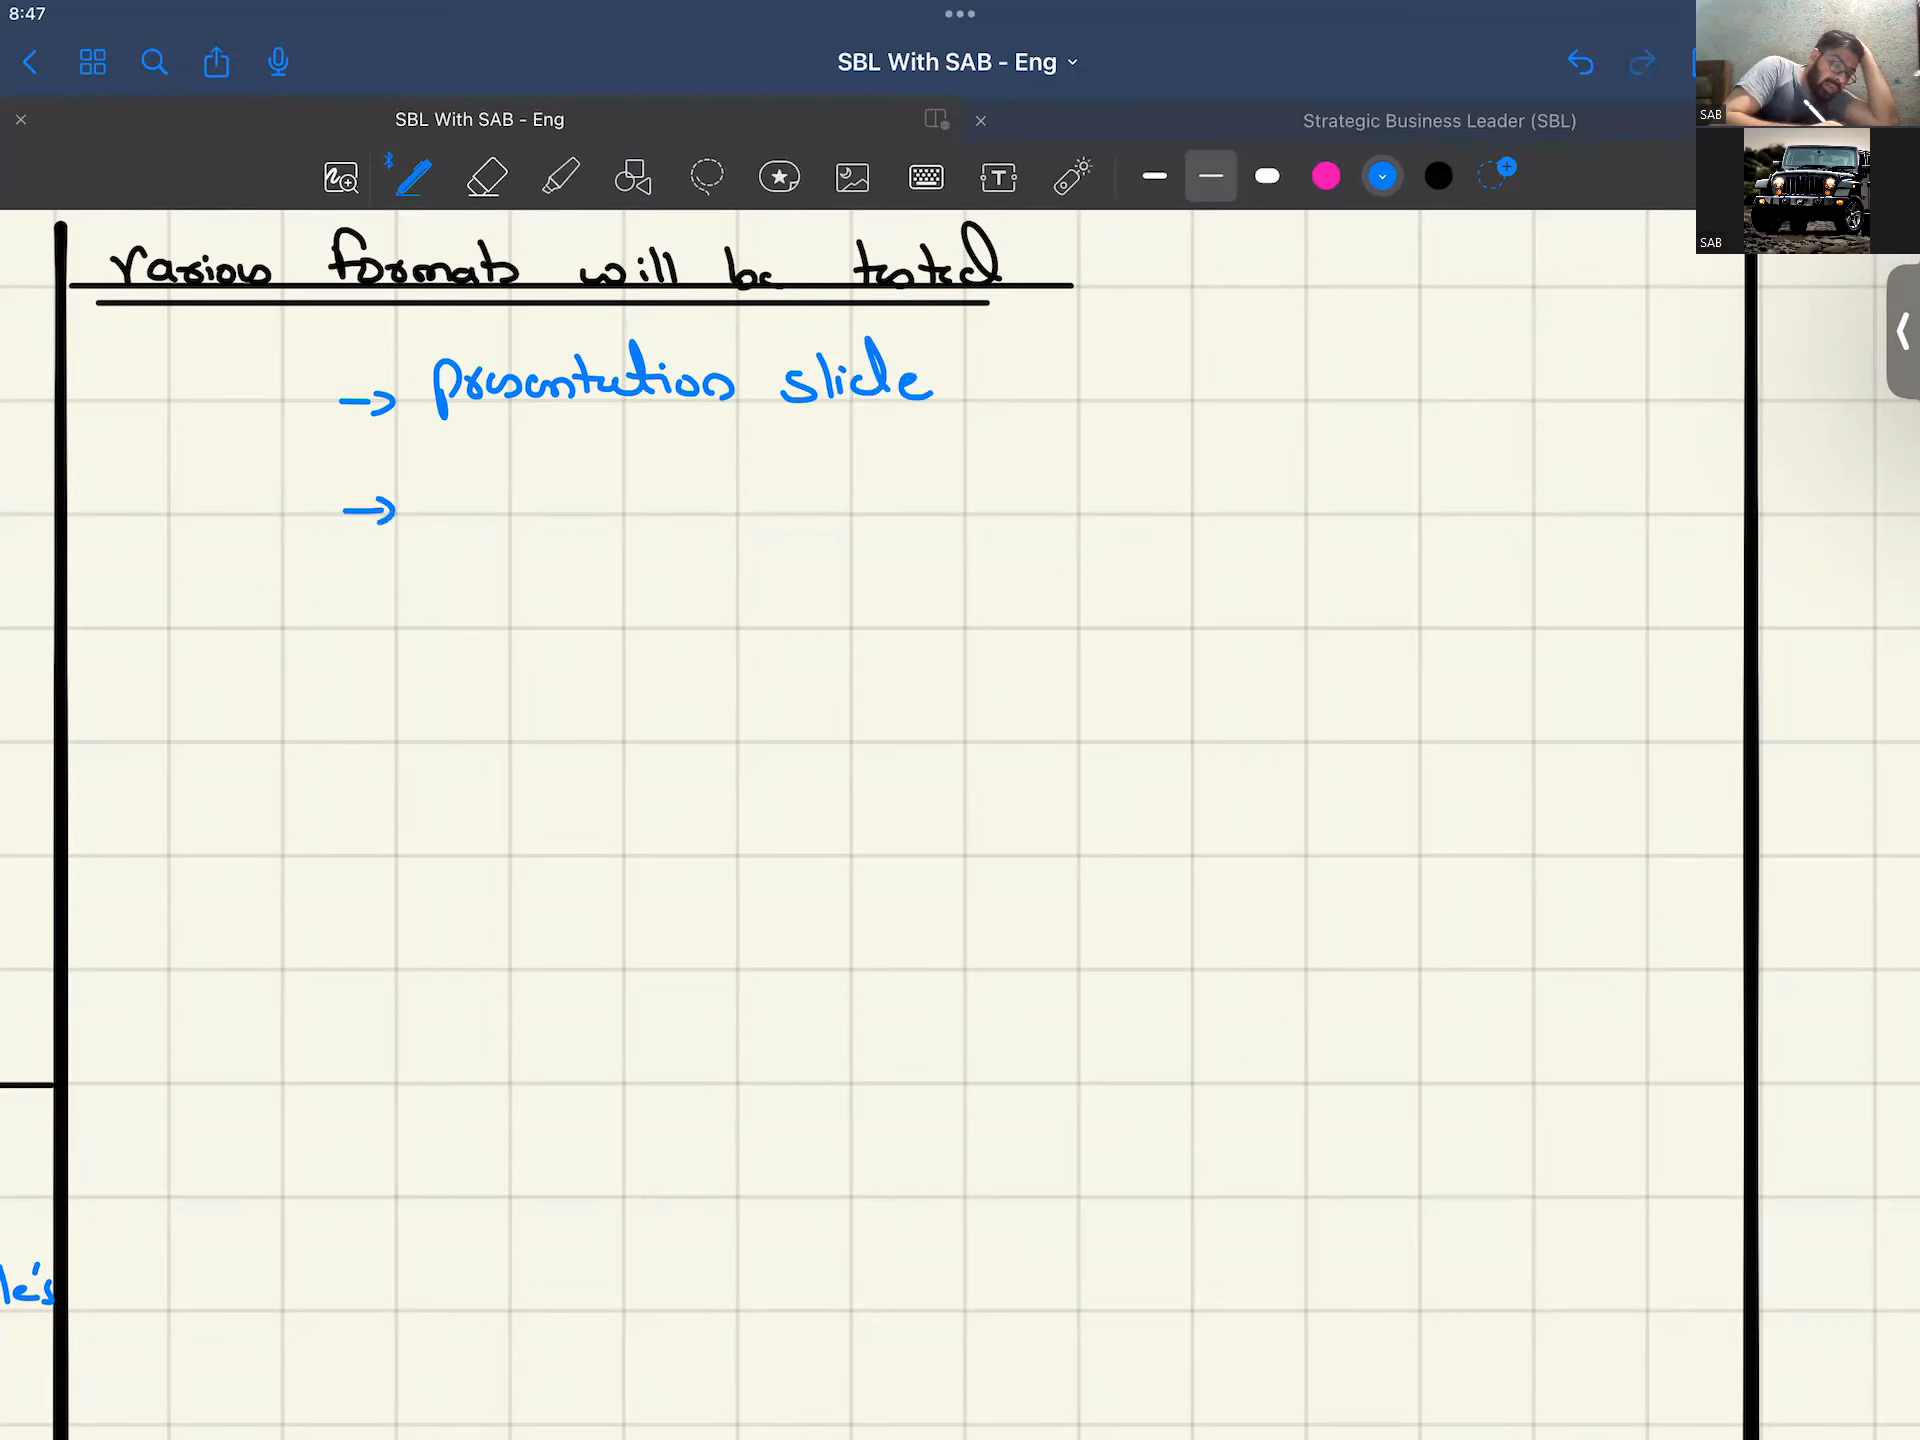 8:47
SBL With SAB - Eng
SBL With SAB - Eng
Strategic Business Leader (SBL)
SAB
SAB
various formats will be tested
→ presentation slide
→
le's